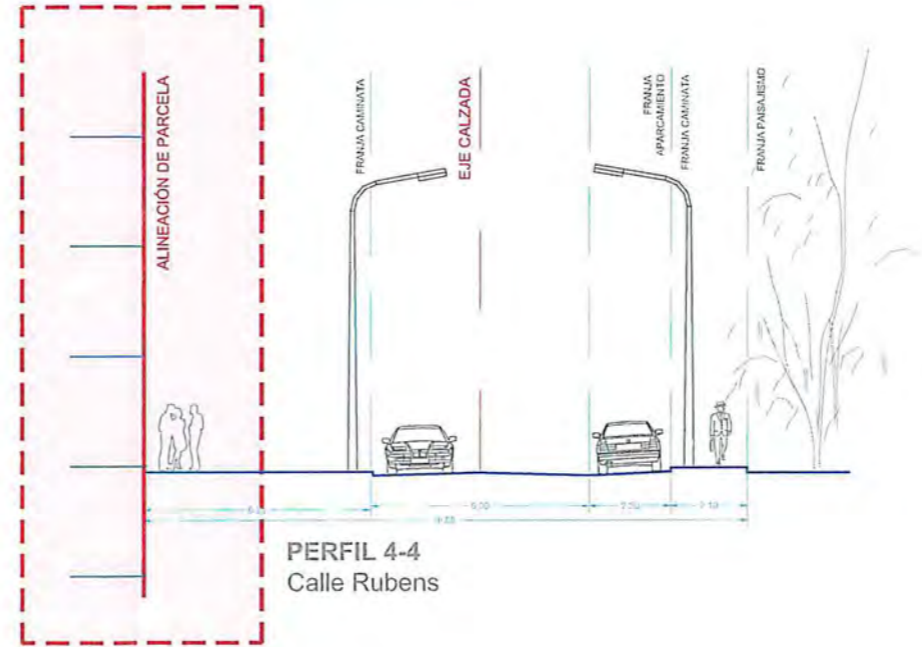 ALINEACIÓN DE PARCELA
FRANJA CAMINATA
EJE CALZADA
FRANJA
APARCAMIENTO
FRANJA CAMINATA
FRANJA PAISAJISMO
PERFIL 4-4
Calle Rubens